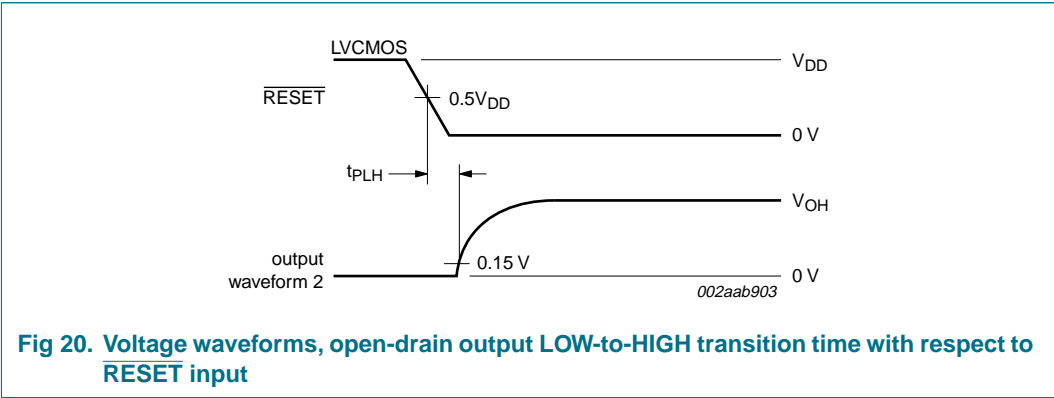 LVCMOS
V_DD
RESET
0.5V_DD
0 V
t_PLH
V_OH
output
waveform 2
0.15 V
0 V
002aab903
Fig 20. Voltage waveforms, open-drain output LOW-to-HIGH transition time with respect to
RESET input